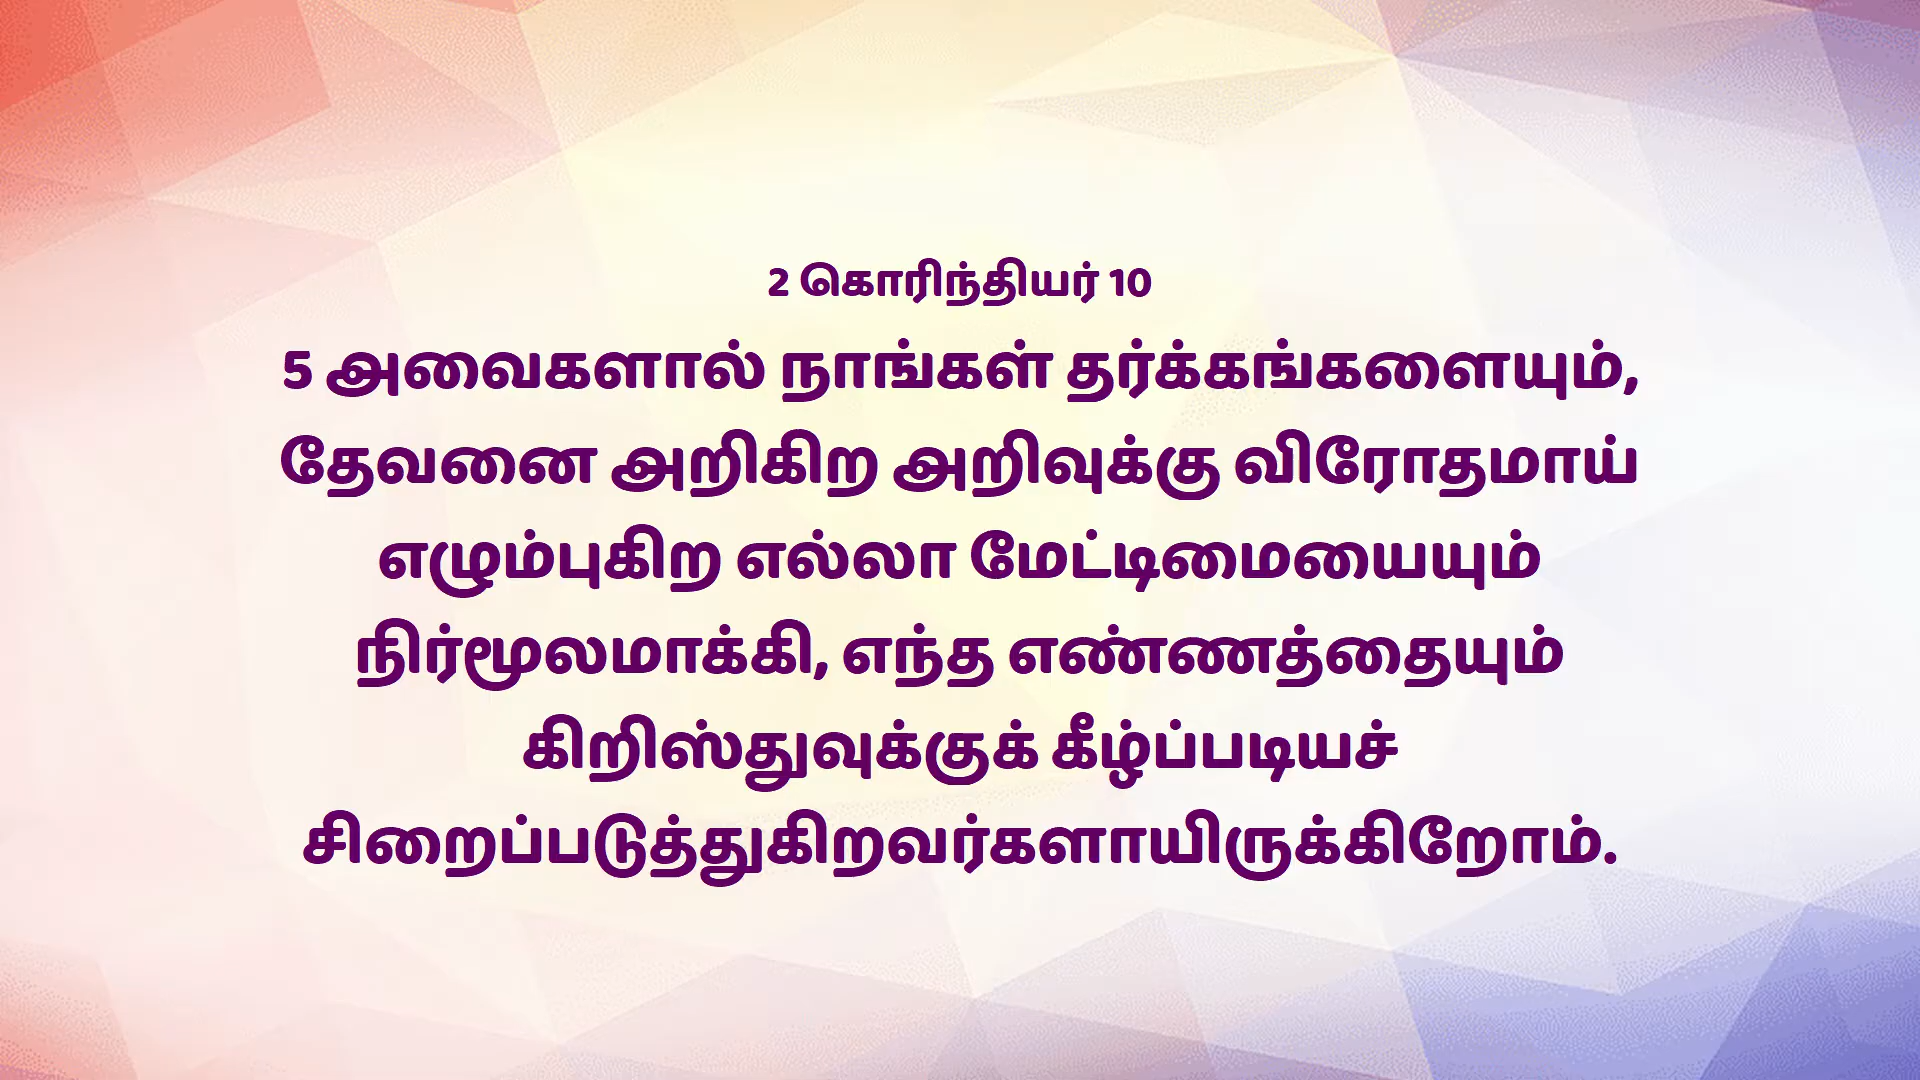 2 கொரிந்தியர் 10
5 அவைகளால் நாங்கள் தர்க்கங்களையும்,
தேவனை அறிகிற அறிவுக்கு விரோதமாய்
எழும்புகிற எல்லா மேட்டிமையையும்
நிர்மூலமாக்கி, எந்த எண்ணத்தையும்
கிறிஸ்துவுக்குக் கீழ்ப்படியச்
சிறைப்படுத்துகிறவர்களாயிருக்கிறோம்.